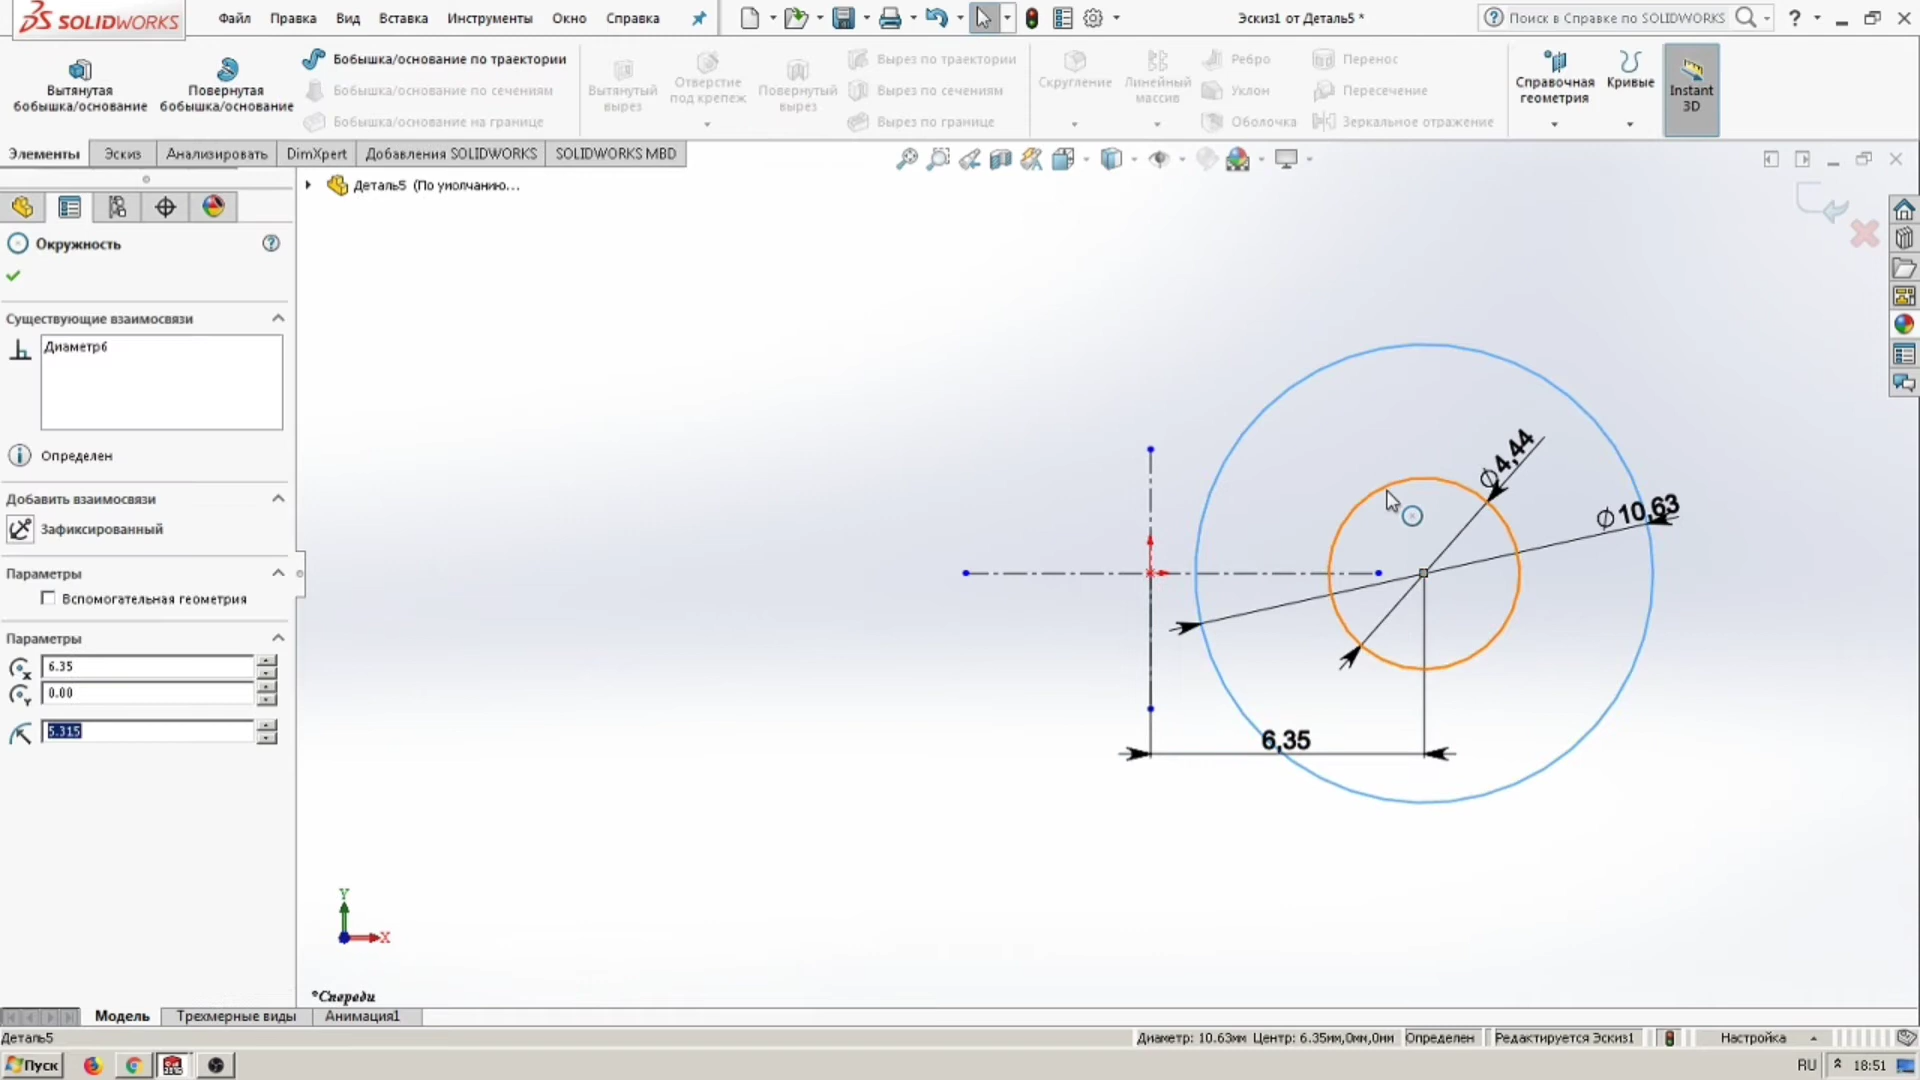 SOLIDWORKS
Файл Правка Вид Вставка Инструменты Окно Справка
Эскиз1 от Деталь5 *
Поиск в Справке по SOLIDWORKS
Вытянутая бобышка/основание
Повернутая бобышка/основание
Бобышка/основание по траектории
Бобышка/основание по сечениям
Бобышка/основание на границе
Вытянутый вырез
Отверстие под крепеж
Повернутый вырез
Вырез по траектории
Вырез по сечениям
Вырез по границе
Скругление
Линейный массив
Ребро
Уклон
Оболочка
Перенос
Пересечение
Зеркальное отражение
Справочная геометрия
Кривые
Instant 3D
Элементы Эскиз Анализировать DimXpert Добавления SOLIDWORKS SOLIDWORKS MBD
Деталь5 (По умолчанию...
Окружность
Существующие взаимосвязи
Диаметр6
Определен
Добавить взаимосвязи
Зафиксированный
Параметры
Вспомогательная геометрия
Параметры
6.35
0.00
5.315
∅4,44
∅10,63
6,35
Y
X
*Спереди
Модель Трехмерные виды Анимация1
Деталь5
Диаметр: 10.63мм Центр: 6.35мм,0мм,0мм Определен Редактируется Эскиз1 Настройка
Пуск
RU 18:51